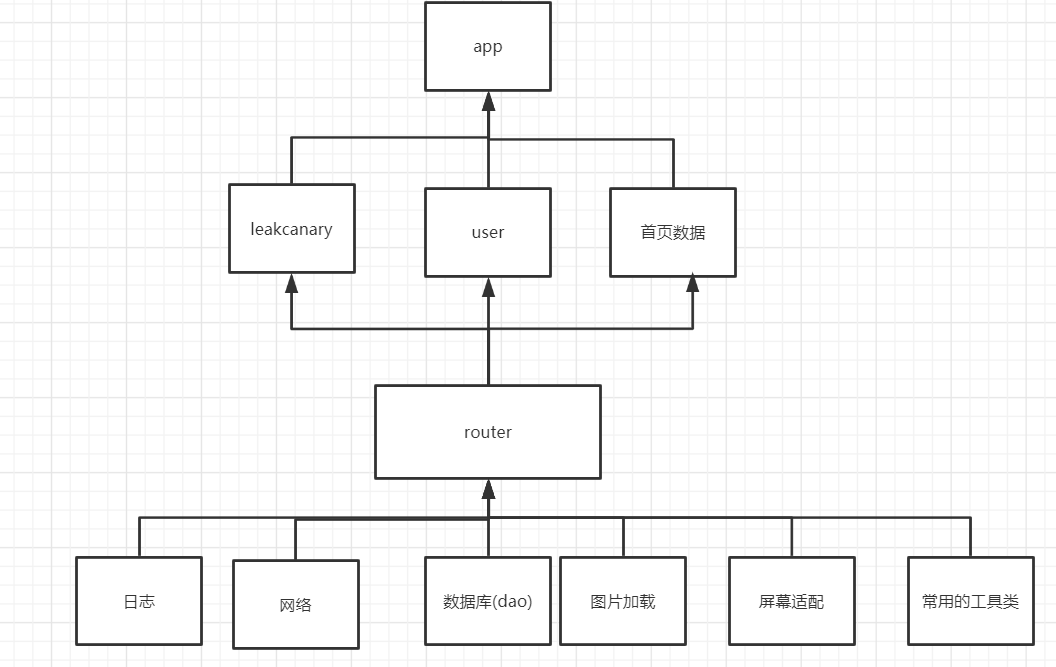 app
leakcanary
user
首页数据
router
日志
网络
数据库(dao)
图片加载
屏幕适配
常用的工具类